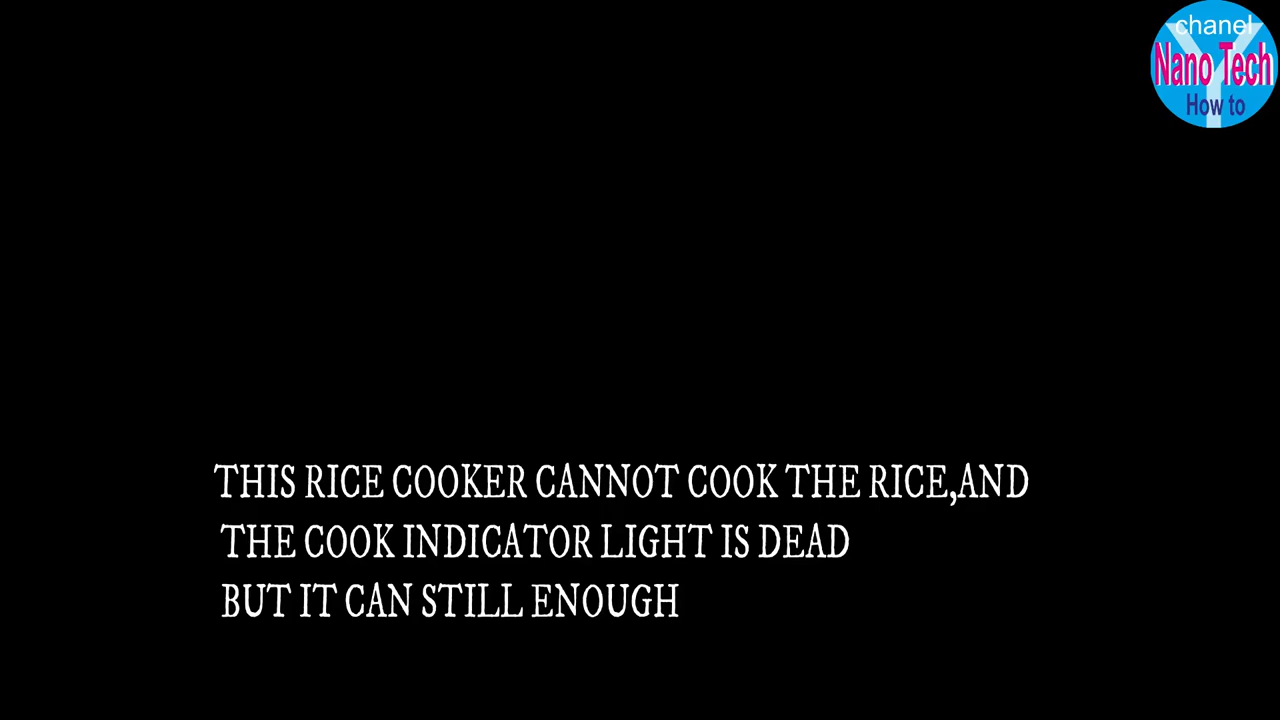 chanel
Nano Tech
How to
THIS RICE COOKER CANNOT COOK THE RICE,AND
THE COOK INDICATOR LIGHT IS DEAD
BUT IT CAN STILL ENOUGH